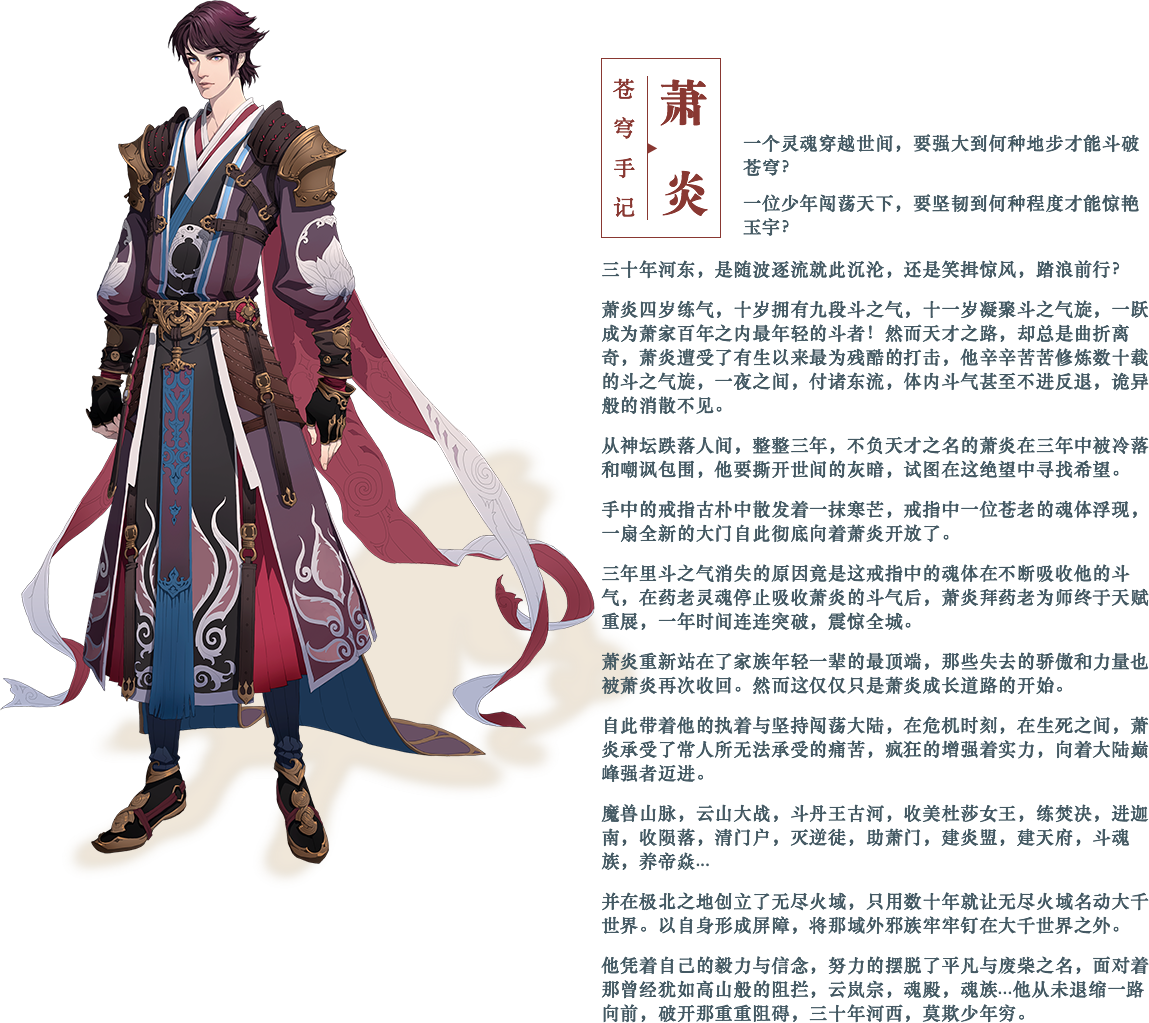 萧炎
苍穹手记
一个灵魂穿越世间，要强大到何种地步才能斗破
苍穹？
一位少年闯荡天下，要坚韧到何种程度才能惊艳
玉宇？
三十年河东，是随波逐流就此沉沦，还是笑揖惊风，踏浪前行？
萧炎四岁练气，十岁拥有九段斗之气，十一岁凝聚斗之气旋，一跃
成为萧家百年之内最年轻的斗者！然而天才之路，却总是曲折离
奇，萧炎遭受了有生以来最为残酷的打击，他辛辛苦苦修炼数十载
的斗之气旋，一夜之间，付诸东流，体内斗气甚至不进反退，诡异
般的消散不见。
从神坛跌落人间，整整三年，不负天才之名的萧炎在三年中被冷落
和嘲讽包围，他要撕开世间的灰暗，试图在这绝望中寻找希望。
手中的戒指古朴中散发着一抹寒芒，戒指中一位苍老的魂体浮现，
一扇全新的大门自此彻底向着萧炎开放了。
三年里斗之气消失的原因竟是这戒指中的魂体在不断吸收他的斗
气，在药老灵魂停止吸收萧炎的斗气后，萧炎拜药老为师终于天赋
重展，一年时间连连突破，震惊全城。
萧炎重新站在了家族年轻一辈的最顶端，那些失去的骄傲和力量也
被萧炎再次收回。然而这仅仅只是萧炎成长道路的开始。
自此带着他的执着与坚持闯荡大陆，在危机时刻，在生死之间，萧
炎承受了常人所无法承受的痛苦，疯狂的增强着实力，向着大陆巅
峰强者迈进。
魔兽山脉，云山大战，斗丹王古河，收美杜莎女王，练焚决，进迦
南，收陨落，清门户，灭逆徒，助萧门，建炎盟，建天府，斗魂
族，养帝焱...
并在极北之地创立了无尽火域，只用数十年就让无尽火域名动大千
世界。以自身形成屏障，将那域外邪族牢牢钉在大千世界之外。
他凭着自己的毅力与信念，努力的摆脱了平凡与废柴之名，面对着
那曾经犹如高山般的阻拦，云岚宗，魂殿，魂族...他从未退缩一路
向前，破开那重重阻碍，三十年河西，莫欺少年穷。